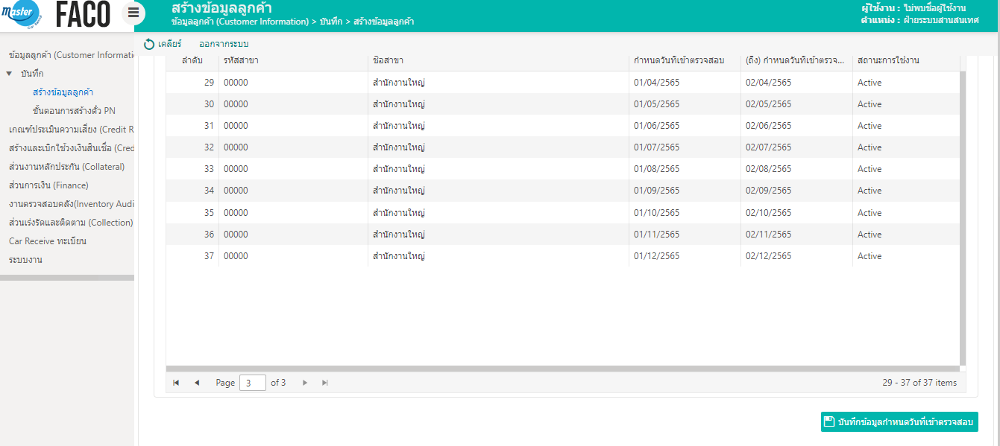 Master
Car Rental
FACO
สร้างข้อมูลลูกค้า
ข้อมูลลูกค้า (Customer Information) > บันทึก > สร้างข้อมูลลูกค้า
ผู้ใช้งาน : ไม่พบชื่อผู้ใช้งาน
ตำแหน่ง : ฝ่ายระบบสานสนเทศ
เคลียร์ ออกจากระบบ
ข้อมูลลูกค้า (Customer Informati
บันทึก
สร้างข้อมูลลูกค้า
ขั้นตอนการสร้างตั๋ว PN
เกณฑ์ประเมินความเสี่ยง (Credit R
สร้างและเบิกใช้วงเงินสินเชื่อ (Cred
ส่วนงานหลักประกัน (Collateral)
ส่วนการเงิน (Finance)
งานตรวจสอบคลัง(Inventory Audi
ส่วนเร่งรัดและติดตาม (Collection)
Car Receive ทะเบียน
ระบบงาน
ลำดับ รหัสสาขา ชื่อสาขา กำหนดวันที่เข้าตรวจสอบ (ถึง) กำหนดวันที่เข้าตรวจ... สถานะการใช้งาน
29 00000 สำนักงานใหญ่ 01/04/2565 02/04/2565 Active
30 00000 สำนักงานใหญ่ 01/05/2565 02/05/2565 Active
31 00000 สำนักงานใหญ่ 01/06/2565 02/06/2565 Active
32 00000 สำนักงานใหญ่ 01/07/2565 02/07/2565 Active
33 00000 สำนักงานใหญ่ 01/08/2565 02/08/2565 Active
34 00000 สำนักงานใหญ่ 01/09/2565 02/09/2565 Active
35 00000 สำนักงานใหญ่ 01/10/2565 02/10/2565 Active
36 00000 สำนักงานใหญ่ 01/11/2565 02/11/2565 Active
37 00000 สำนักงานใหญ่ 01/12/2565 02/12/2565 Active
Page 3 of 3
29 - 37 of 37 items
บันทึกข้อมูลกำหนดวันที่เข้าตรวจสอบ